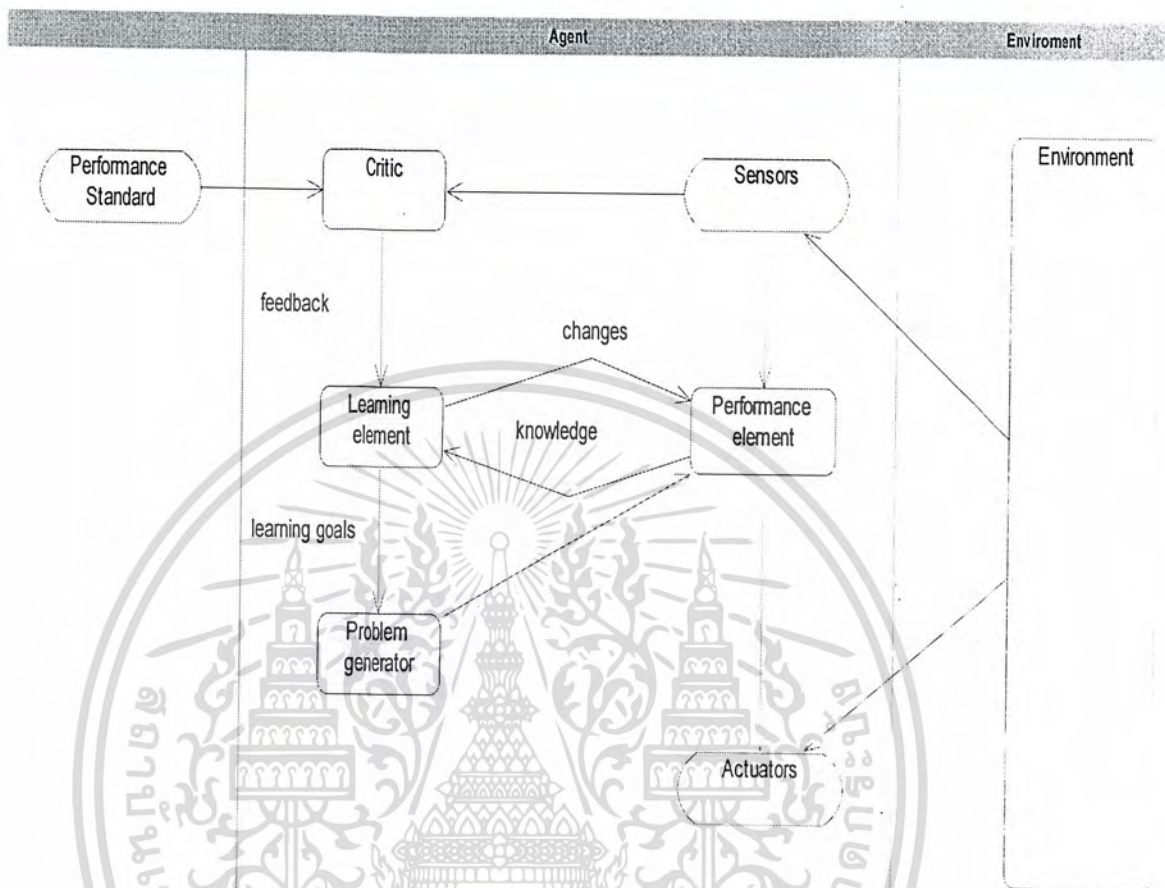 Agent
Enviroment
Performance
Standard
Critic
Sensors
Environment
feedback
changes
Learning
element
knowledge
Performance
element
learning goals
Problem
generator
Actuators